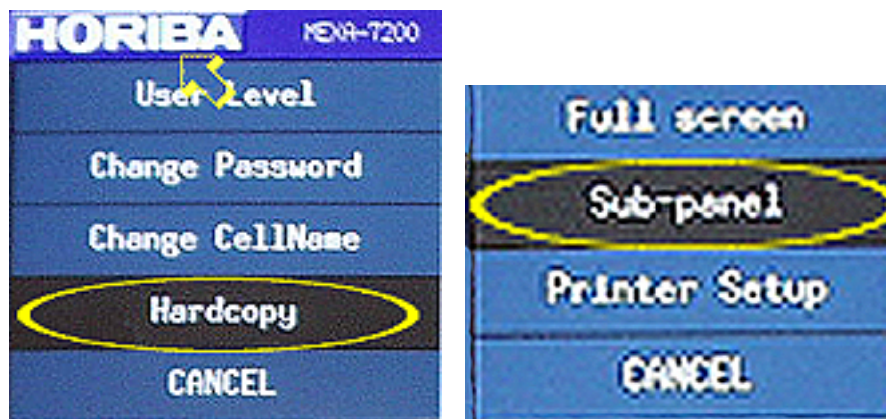 HORIBA MEXA-7200
User Level
Change Password
Change CellName
Hardcopy
CANCEL
Full screen
Sub-panel
Printer Setup
CANCEL